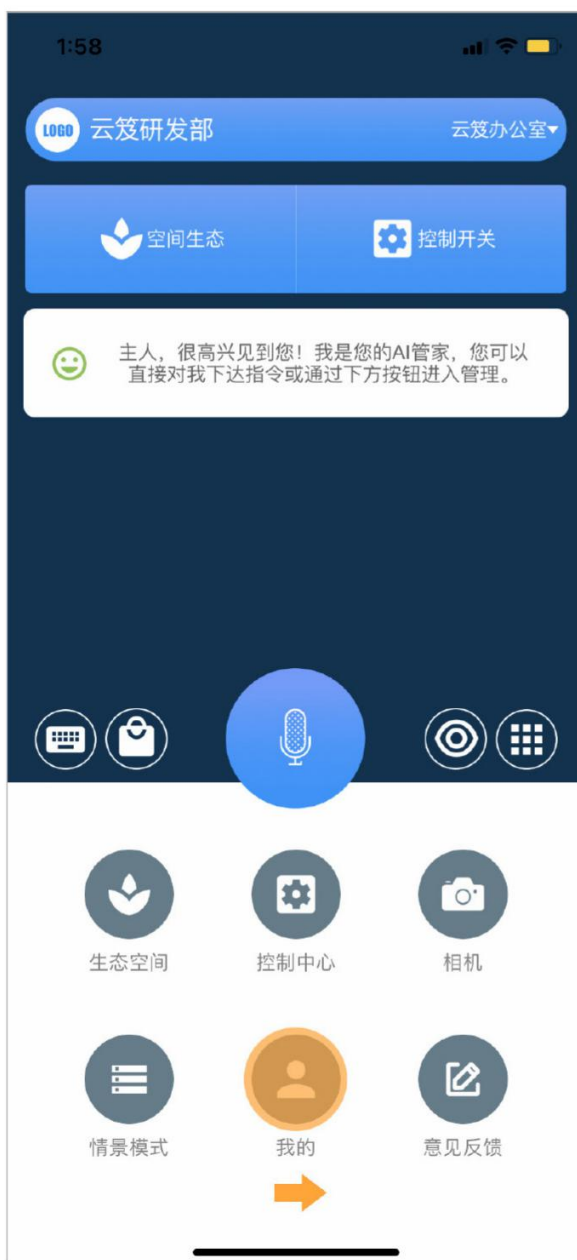 1:58
LOGO 云笈研发部 云笈办公室
空间生态 控制开关
主人，很高兴见到您！我是您的AI管家，您可以
直接对我下达指令或通过下方按钮进入管理。
生态空间 控制中心 相机
情景模式 我的 意见反馈